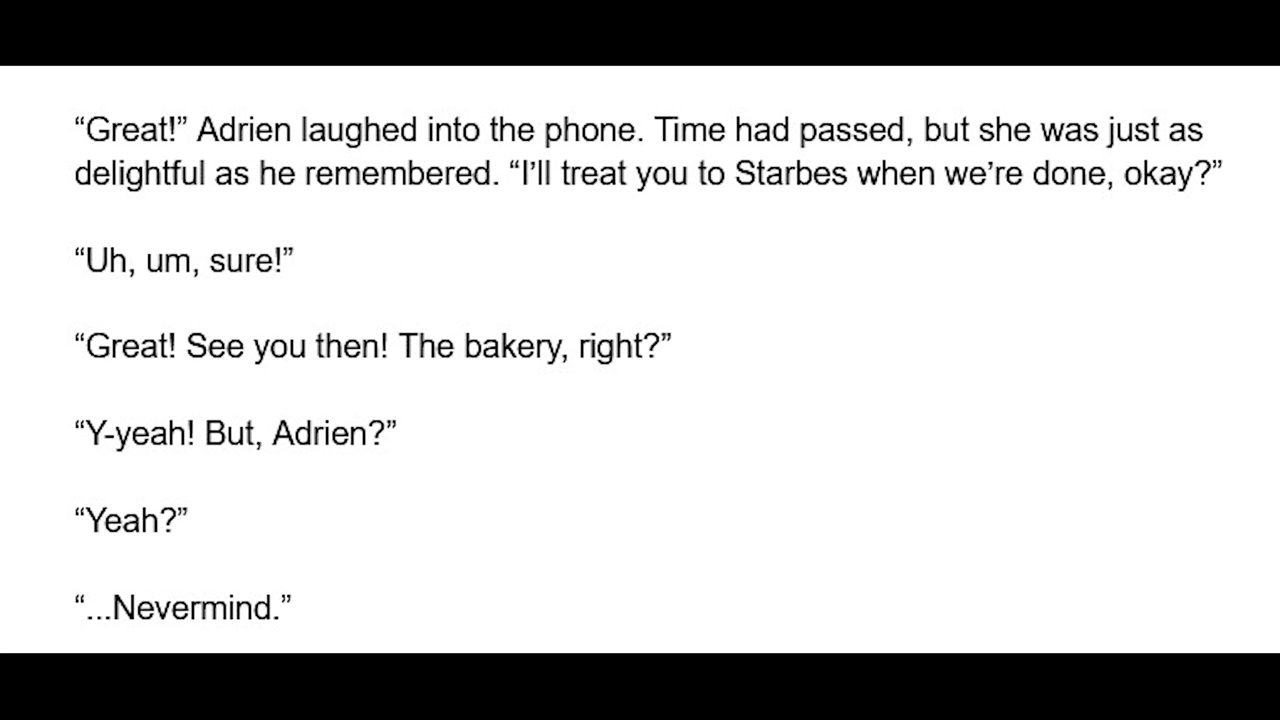 “Great!” Adrien laughed into the phone. Time had passed, but she was just as
delightful as he remembered. “I’ll treat you to Starbes when we’re done, okay?”
“Uh, um, sure!”
“Great! See you then! The bakery, right?”
“Y-yeah! But, Adrien?”
“Yeah?”
“...Nevermind.”